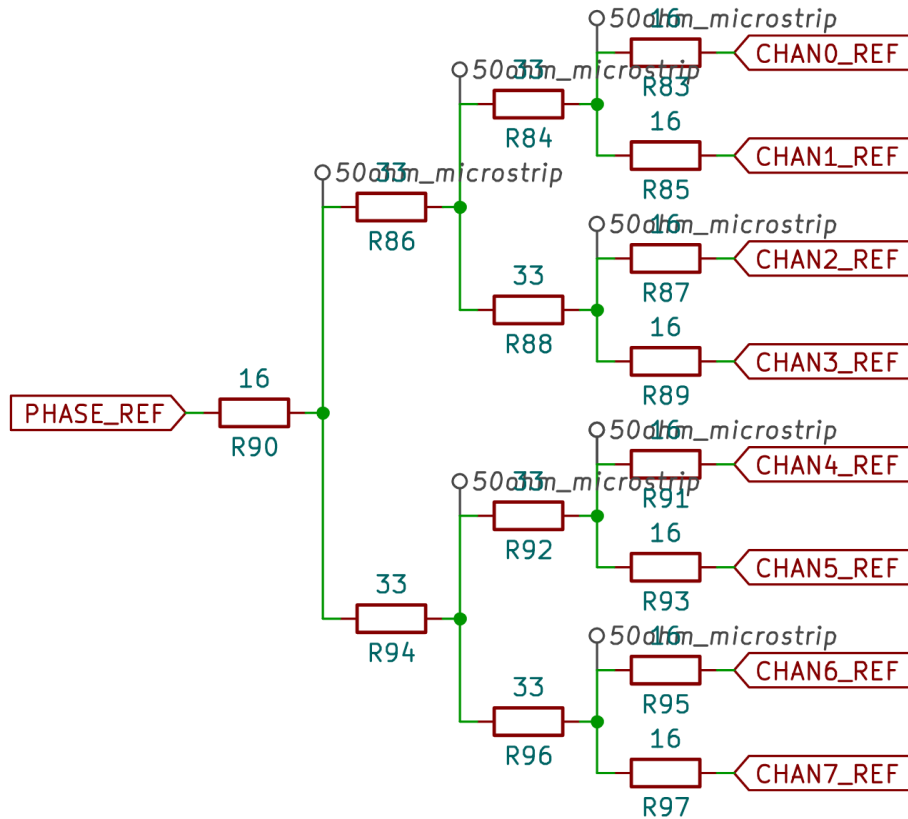 50ohm_microstrip
16
CHAN0_REF
R83
50ohm_microstrip
33
R84
16
CHAN1_REF
R85
50ohm_microstrip
33
R86
50ohm_microstrip
16
CHAN2_REF
R87
33
R88
16
CHAN3_REF
R89
16
PHASE_REF
R90
50ohm_microstrip
16
CHAN4_REF
R91
50ohm_microstrip
33
R92
16
CHAN5_REF
R93
33
R94
50ohm_microstrip
16
CHAN6_REF
R95
33
R96
16
CHAN7_REF
R97